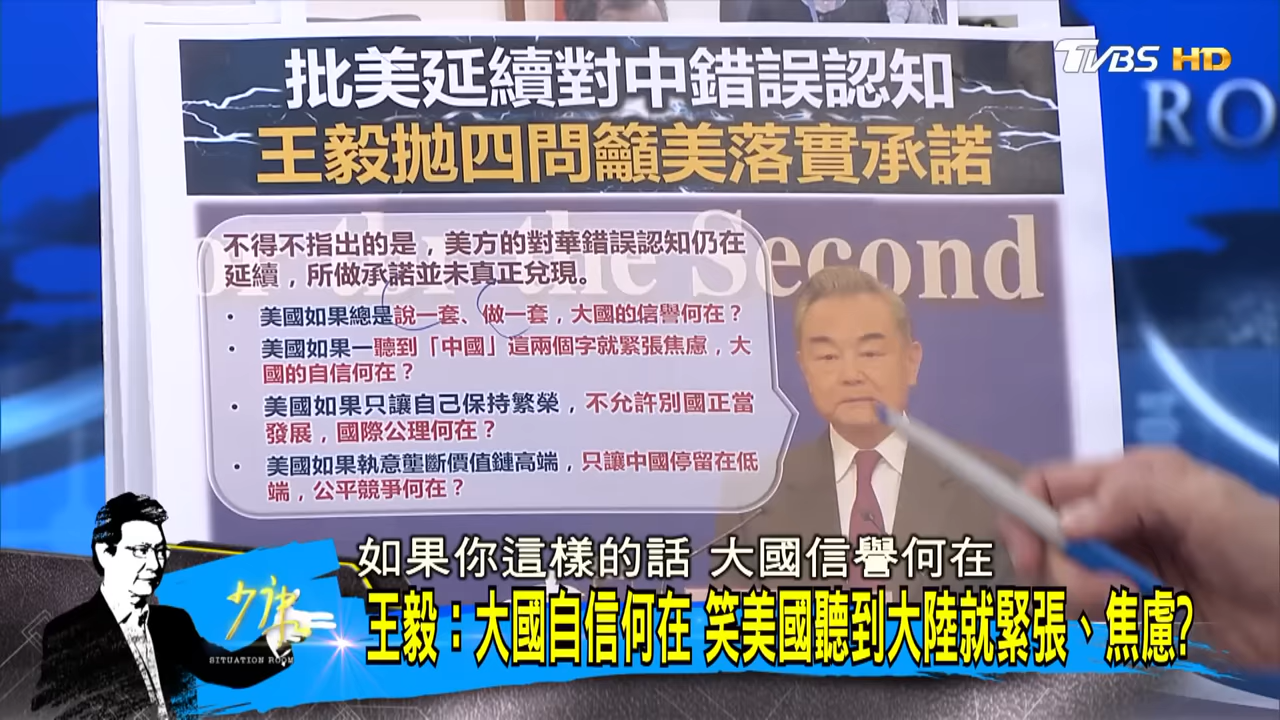 TVBS HD
RO
批美延續對中錯誤認知
王毅拋四問籲美落實承諾
for the Second
不得不指出的是，美方的對華錯誤認知仍在
延續，所做承諾並未真正兌現。
• 美國如果總是說一套、做一套，大國的信譽何在？
• 美國如果一聽到「中國」這兩個字就緊張焦慮，大
國的自信何在？
• 美國如果只讓自己保持繁榮，不允許別國正當
發展，國際公理何在？
• 美國如果執意壟斷價值鏈高端，只讓中國停留在低
端，公平競爭何在？
如果你這樣的話 大國信譽何在
少康
SITUATION ROOM
王毅：大國自信何在 笑美國聽到大陸就緊張、焦慮?